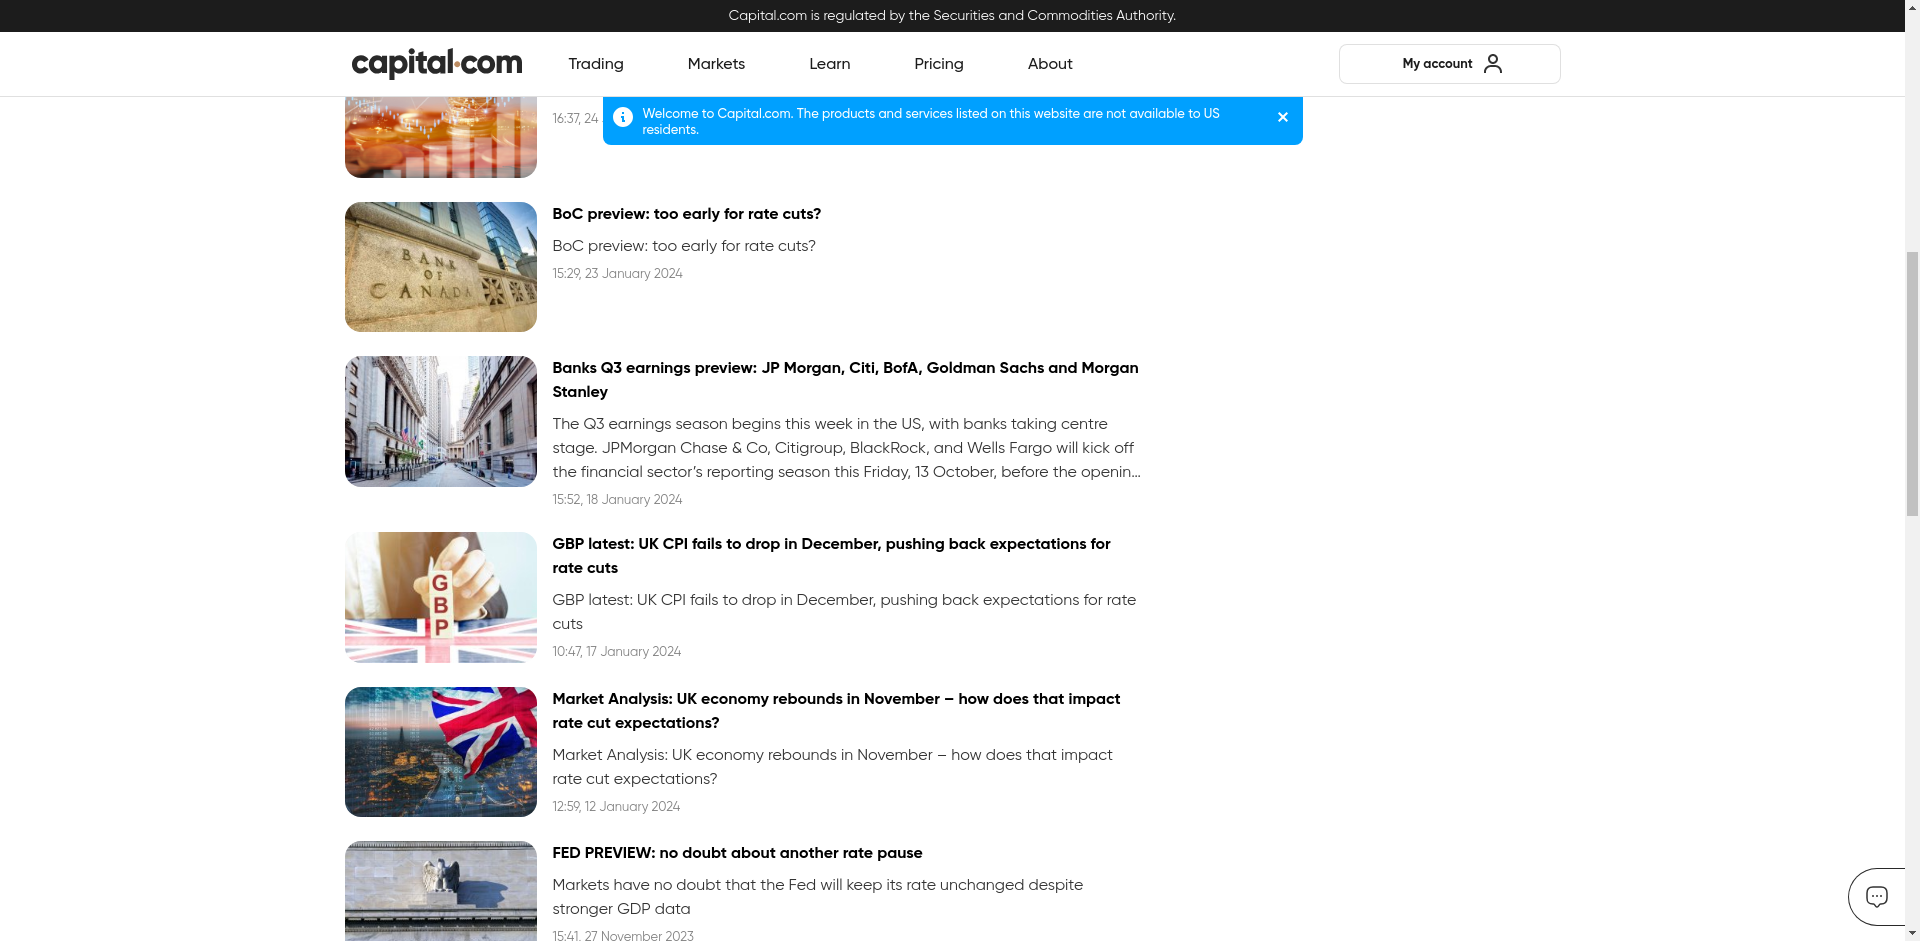 Capital.com is regulated by the Securities and Commodities Authority.
capital.com
Trading
Markets
Learn
Pricing
About
My account
16:37, 24
Welcome to Capital.com. The products and services listed on this website are not available to US
residents.
BoC preview: too early for rate cuts?
BoC preview: too early for rate cuts?
15:29, 23 January 2024
BANK
OF
CANADA
Banks Q3 earnings preview: JP Morgan, Citi, BofA, Goldman Sachs and Morgan
Stanley
The Q3 earnings season begins this week in the US, with banks taking centre
stage. JPMorgan Chase & Co, Citigroup, BlackRock, and Wells Fargo will kick off
the financial sector’s reporting season this Friday, 13 October, before the openin...
15:52, 18 January 2024
GBP latest: UK CPI fails to drop in December, pushing back expectations for
rate cuts
GBP latest: UK CPI fails to drop in December, pushing back expectations for rate
cuts
10:47, 17 January 2024
G
B
P
Market Analysis: UK economy rebounds in November – how does that impact
rate cut expectations?
Market Analysis: UK economy rebounds in November – how does that impact
rate cut expectations?
12:59, 12 January 2024
FED PREVIEW: no doubt about another rate pause
Markets have no doubt that the Fed will keep its rate unchanged despite
stronger GDP data
15:41, 27 November 2023